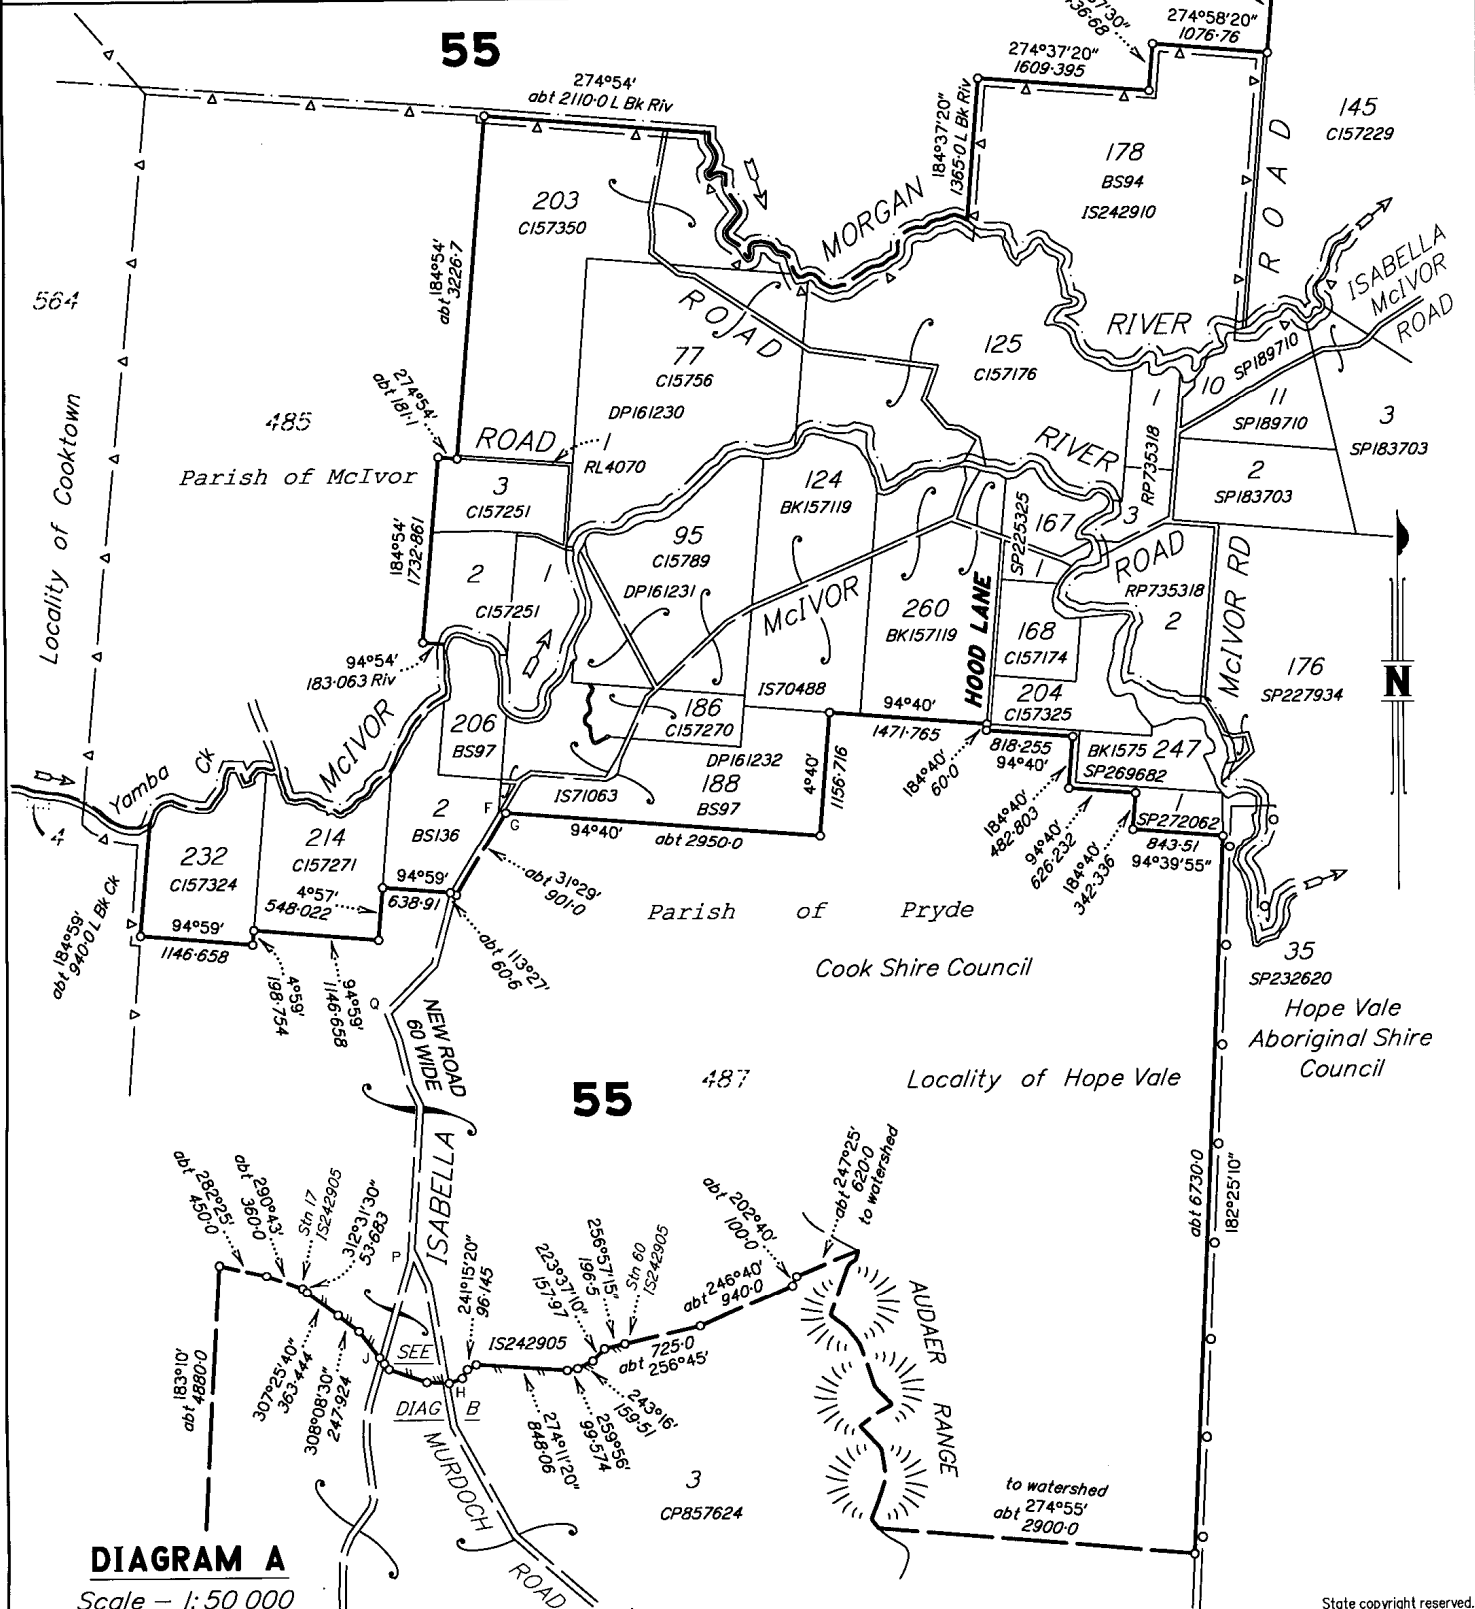 274°58'20"
1076·76
274°37'20"
1609·395
55
274°54'
abt 2110·0 L Bk Riv
184°37'20"
1365·0 L Bk Riv
145
CI57229
178
BS94
IS242910
ROAD
203
CI57350
MORGAN
RIVER
ISABELLA
McIVOR
ROAD
184°54'
abt 3226·7
564
ROAD
77
CI5756
DP161230
125
CI57176
10
SP189710
11
SP189710
3
SP183703
1
RP735318
274°54'
abt 181·1
485
Parish of McIvor
Locality of Cooktown
ROAD
1
RL4070
RIVER
2
SP183703
3
CI57251
124
BK157119
184°54'
1732·861
95
CI5789
DP161231
SP225325
167
1
3
ROAD
RP735318
2
McIVOR RD
2
CI57251
1
McIVOR
260
BK157119
HOOD LANE
168
CI57174
204
CI57325
176
SP227934
N
94°54'
183·063 Riv
IS70488
186
CI57270
94°40'
1471·765
206
BS97
McIVOR
DP161232
188
BS97
IS71063
4°40'
1156·716
184°40'
60·0
818·255
94°40'
BK1575
247
SP269682
1
SP272062
184°40'
482·803
94°40'
626·232
184°40'
342·336
843·51
94°39'55"
Yamba Ck
4
2
BS136
F
G
94°40'
abt 2950·0
232
CI57324
214
CI57271
4°57'
548·022
94°59'
638·91
31°29'
abt 901·0
113°27'
abt 60·6
abt 184°59'
940·0 L Bk Ck
94°59'
1146·658
4°59'
198·754
94°59'
1146·658
Q
NEW ROAD
60 WIDE
Parish of Pryde
Cook Shire Council
35
SP232620
Hope Vale
Aboriginal Shire
Council
55
487
Locality of Hope Vale
ISABELLA
abt 6730·0
182°25'10"
abt 282°25'
450·0
abt 290°43'
360·0
Stn 17
IS242905
312°31'30"
53·683
P
241°15'20"
96·145
223°37'10"
157·97
256°57'15"
196·5
Stn 60
IS242905
abt 202°40'
100·0
abt 247°25'
620·0
to watershed
abt 246°40'
940·0
725·0
abt 256°45'
IS242905
SEE
DIAG B
J
H
abt 183°10'
4880·0
307°25'40"
363·444
308°08'30"
247·924
274°11'20"
848·06
259°56'
99·574
243°16'
159·51
AUDAER RANGE
MURDOCH
ROAD
3
CP857624
to watershed
abt 274°55'
2900·0
DIAGRAM A
Scale – 1:50 000
State copyright reserved.